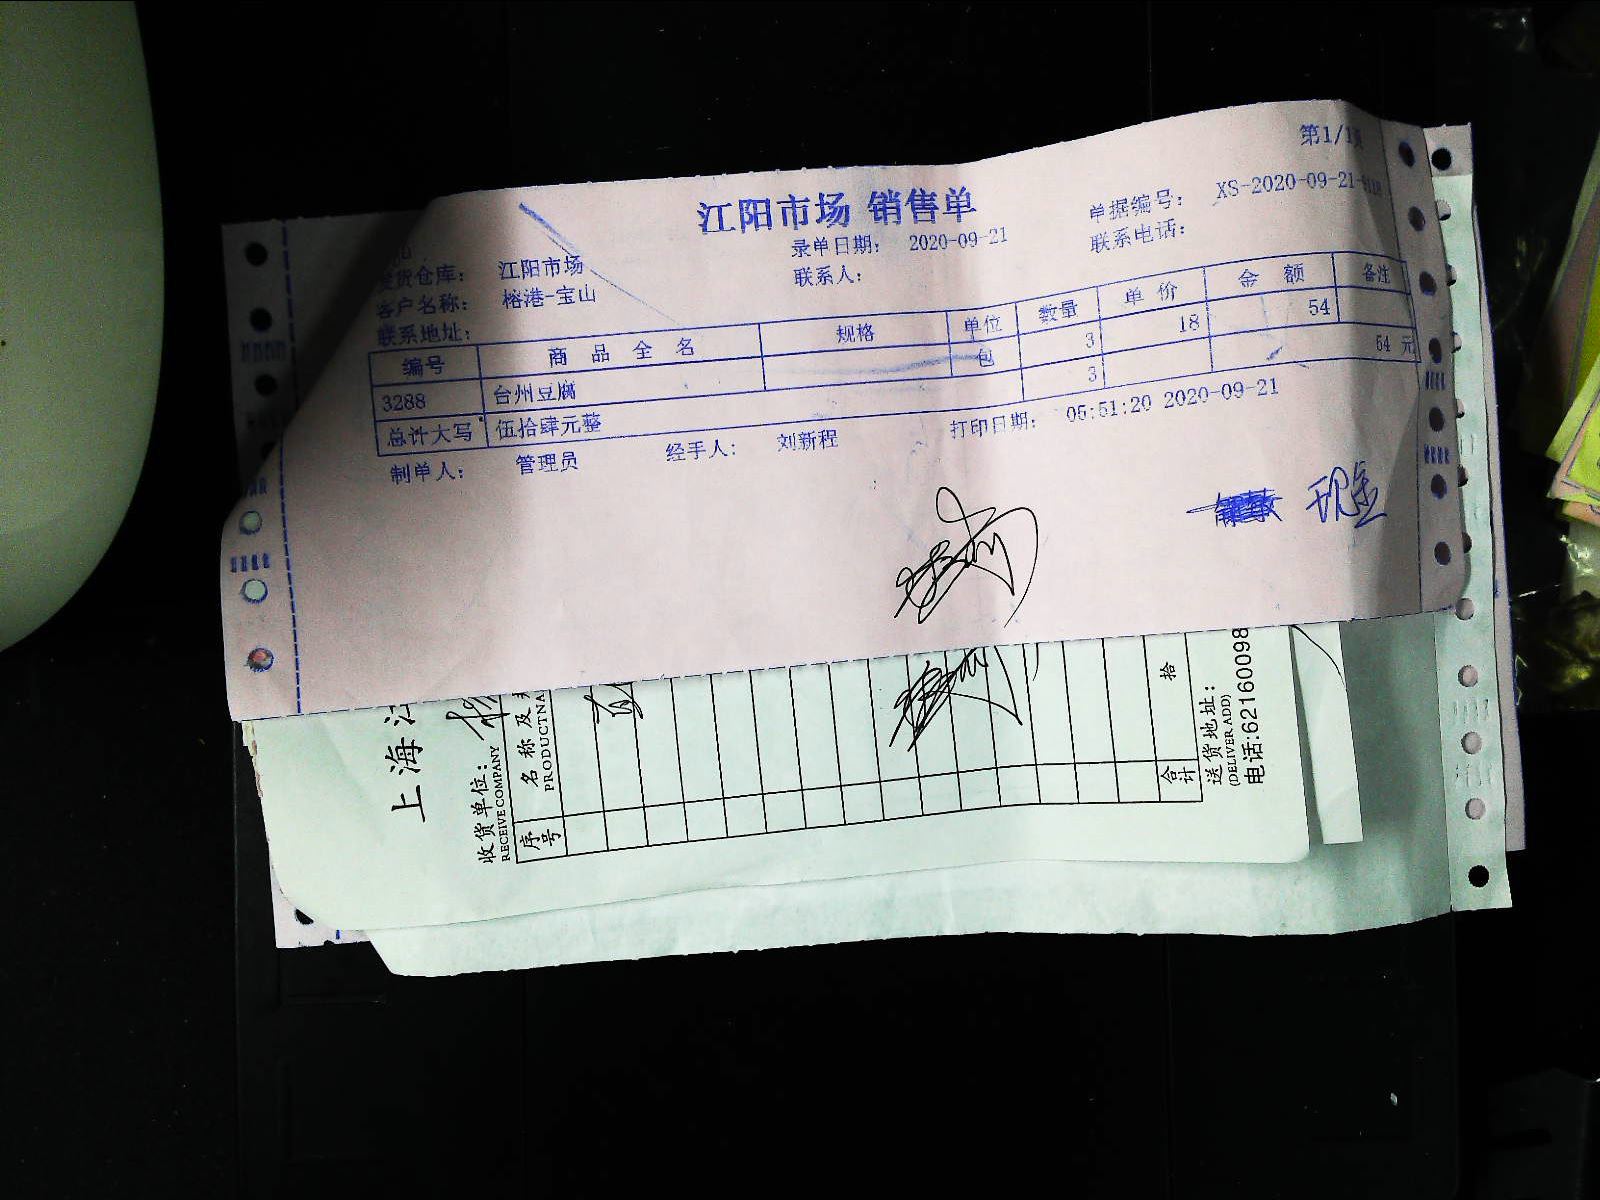 第1/1页
江阳市场 销售单
录单日期： 2020-09-21
单据编号： XS-2020-09-21-
发货仓库： 江阳市场
联系人：
联系电话：
客户名称： 榕港-宝山
联系地址：
编号 商品全名 规格 单位 数量 单价 金额 备注
3288 台州豆腐 包 3 18 54
总计大写 伍拾肆元整 3 54 元
制单人： 管理员 经手人： 刘新程 打印日期： 05:51:20 2020-09-21
现金
上海江
收货单位：
RECEIVE COMPANY
序号 名称及
PRODUCTNA
合计 拾
送货地址：
(DELIVER ADD)
电话:62160098